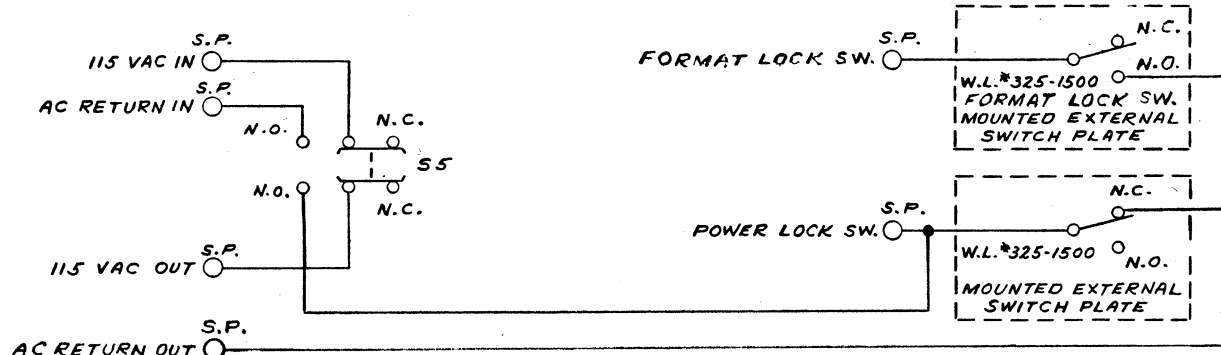 S.P.
115 VAC IN
S.P.
AC RETURN IN
N.O.
N.C.
S5
N.O.
N.C.
S.P.
115 VAC OUT
S.P.
AC RETURN OUT
S.P.
FORMAT LOCK SW.
N.C.
N.O.
W.L.#325-1500
FORMAT LOCK SW.
MOUNTED EXTERNAL
SWITCH PLATE
S.P.
POWER LOCK SW.
N.C.
W.L.#325-1500
N.O.
MOUNTED EXTERNAL
SWITCH PLATE